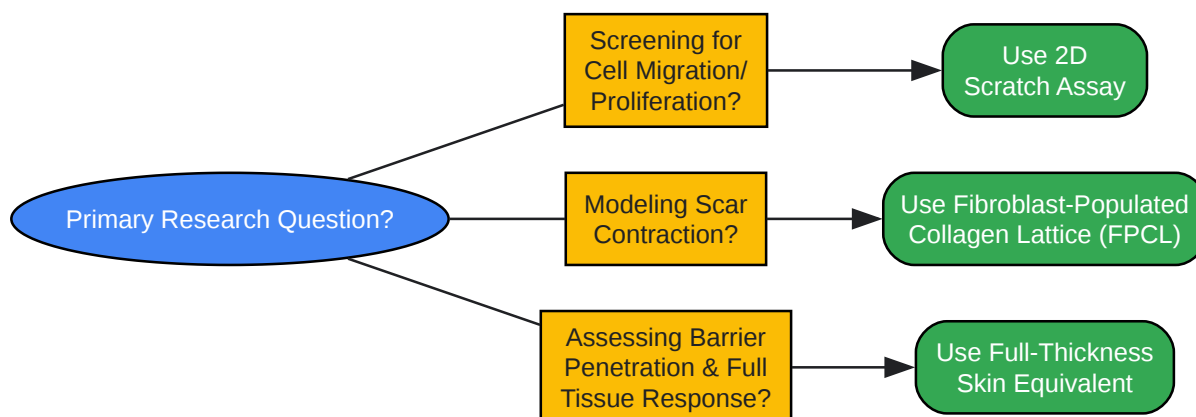 Primary Research Question?
Screening for
Cell Migration/
Proliferation?
Use 2D
Scratch Assay
Modeling Scar
Contraction?
Use Fibroblast-Populated
Collagen Lattice (FPCL)
Assessing Barrier
Penetration & Full
Tissue Response?
Use Full-Thickness
Skin Equivalent